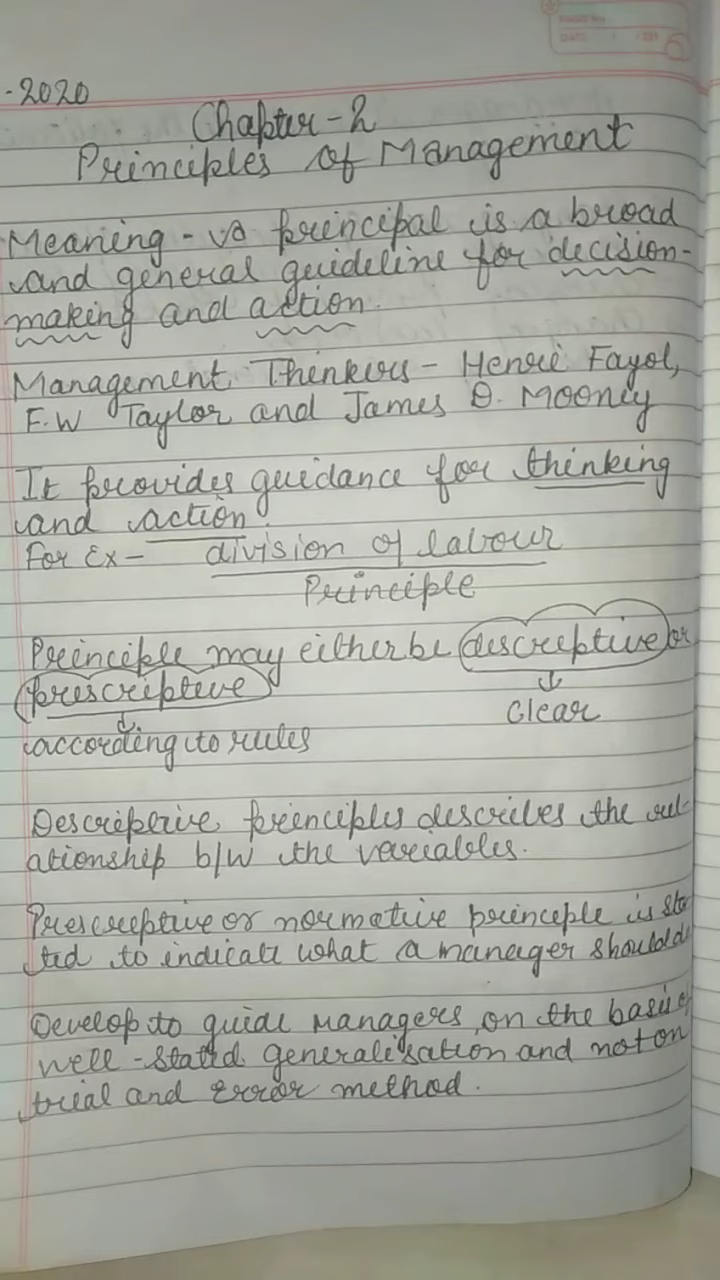 -2020
Chapter-2
Principles of Management
Meaning - A principal is a broad
and general guideline for decision-
making and action.
Management Thinkers - Henri Fayol,
F.W Taylor and James D. Mooney
It provides guidance for thinking
and action.
For Ex - division of labour
Principle
Principle may either be descriptive or
prescriptive
↓
Clear
↓
according to rules
Descriptive principles describes the rel-
ationship b/w the variables.
Prescriptive or normative principle is sta
ted to indicate what a manager should d
Develop to guide managers on the basis of
well-stated generalisation and not on
trial and Error method.